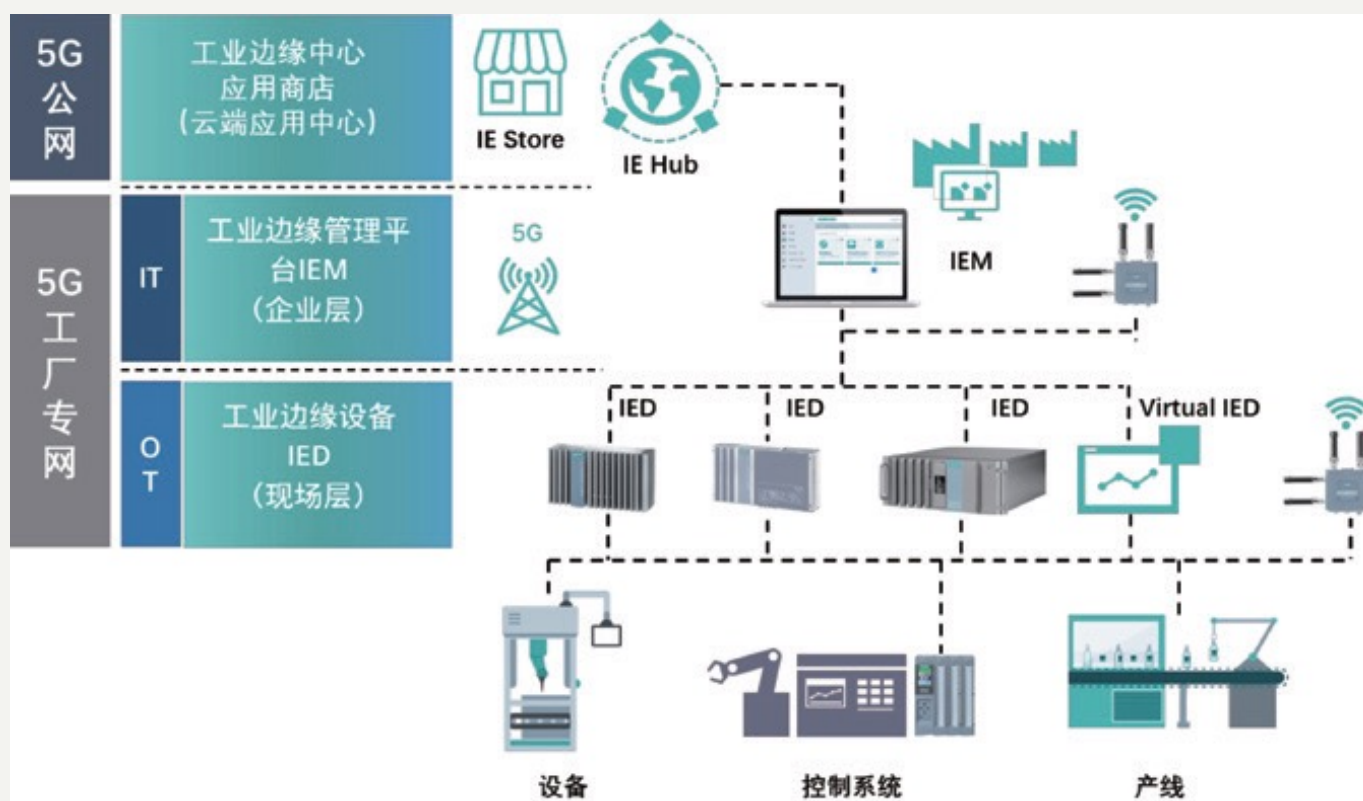 5G
公
网
工业边缘中心
应用商店
(云端应用中心)
IE Store
IE Hub
5G
工
厂
专
网
IT
工业边缘管理平
台IEM
（企业层）
5G
IEM
O
T
工业边缘设备
IED
（现场层）
IED
IED
IED
Virtual IED
设备
控制系统
产线